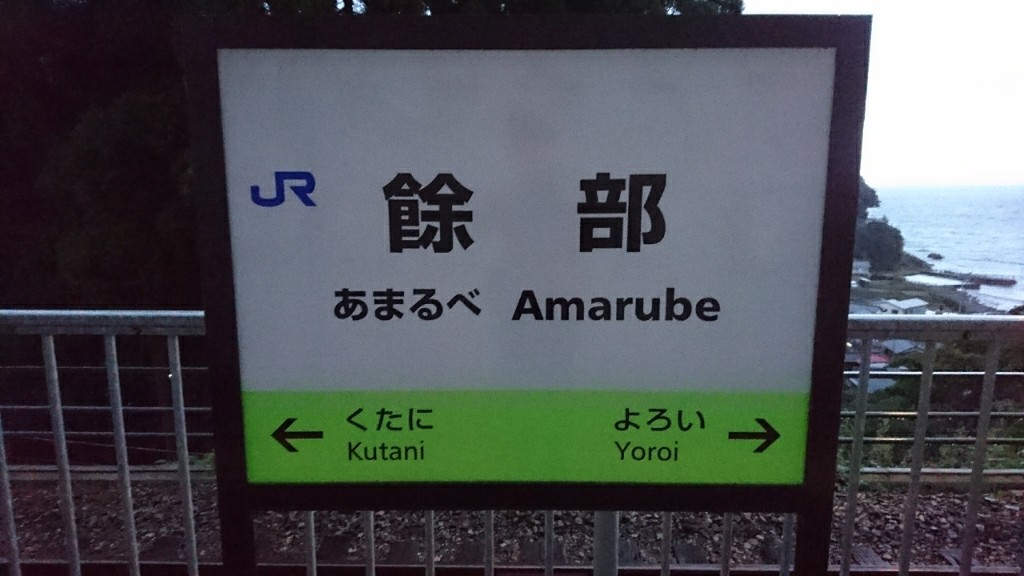 JR
餘部
あまるべ Amarube
← くたに よろい →
Kutani Yoroi